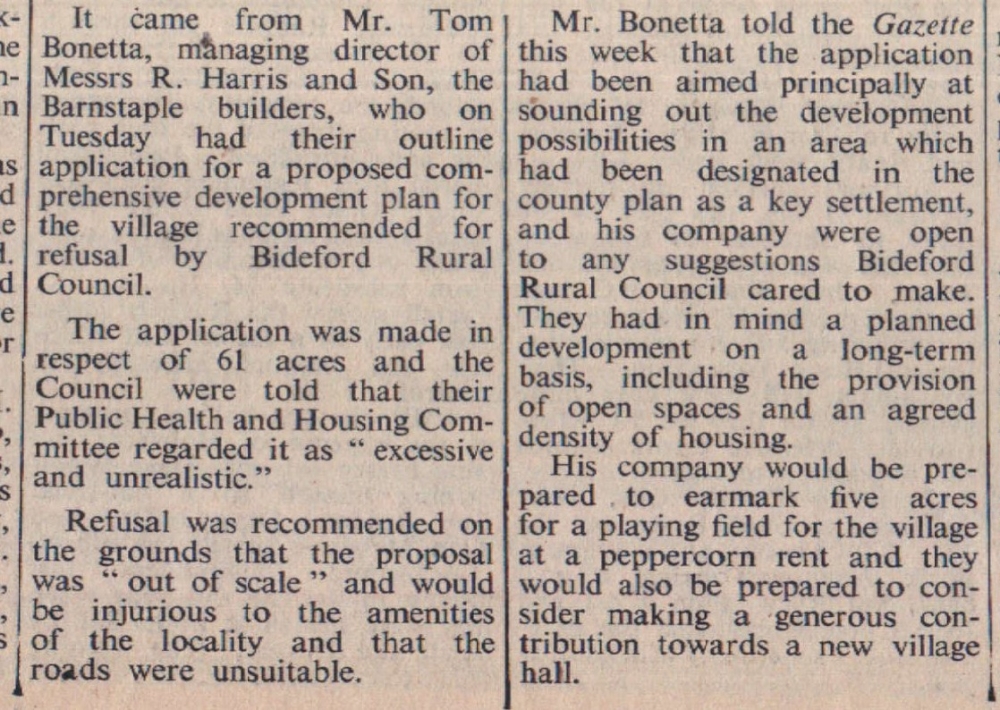 It came from Mr. Tom
Bonetta, managing director of
Messrs R. Harris and Son, the
Barnstaple builders, who on
Tuesday had their outline
application for a proposed com-
prehensive development plan for
the village recommended for
refusal by Bideford Rural
Council.
The application was made in
respect of 61 acres and the
Council were told that their
Public Health and Housing Com-
mittee regarded it as “ excessive
and unrealistic.”
Refusal was recommended on
the grounds that the proposal
was “ out of scale ” and would
be injurious to the amenities
of the locality and that the
roads were unsuitable.
Mr. Bonetta told the Gazette
this week that the application
had been aimed principally at
sounding out the development
possibilities in an area which
had been designated in the
county plan as a key settlement,
and his company were open
to any suggestions Bideford
Rural Council cared to make.
They had in mind a planned
development on a long-term
basis, including the provision
of open spaces and an agreed
density of housing.
His company would be pre-
pared to earmark five acres
for a playing field for the village
at a peppercorn rent and they
would also be prepared to con-
sider making a generous con-
tribution towards a new village
hall.